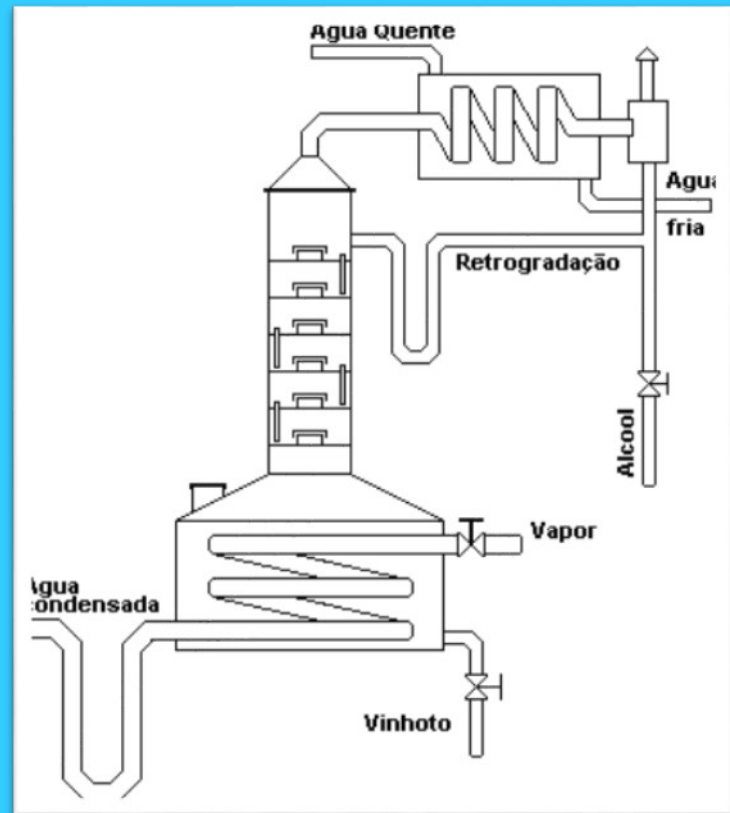 Agua Quente
Agua
fria
Retrogradação
Alcool
Vapor
Agua
condensada
Vinhoto